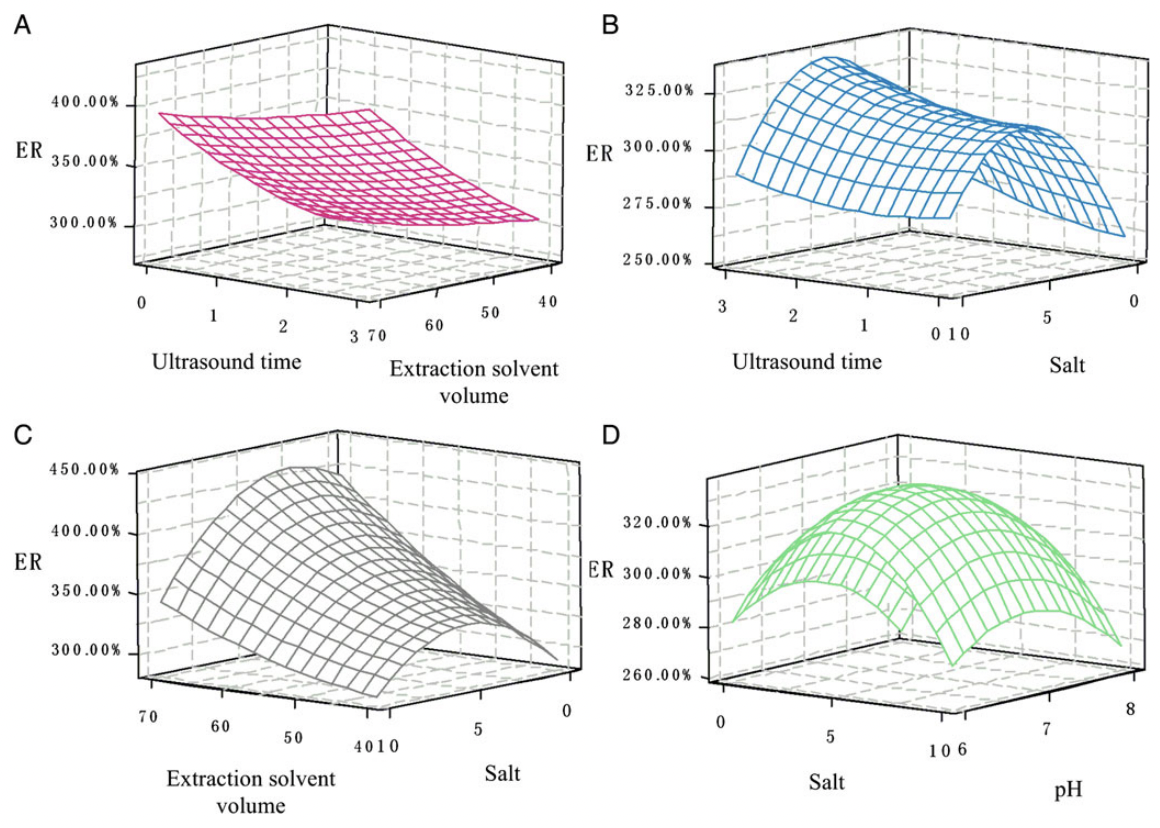 A
400.00%
ER
350.00%
300.00%
0
1
2
3 70
60
50
40
Ultrasound time
Extraction solvent
volume
B
325.00%
300.00%
ER
275.00%
250.00%
3
2
1
0 10
5
0
Ultrasound time
Salt
C
450.00%
400.00%
ER
350.00%
300.00%
70
60
50
40 10
5
0
Extraction solvent
volume
Salt
D
320.00%
300.00%
ER
280.00%
260.00%
0
5
10 6
7
8
Salt
pH